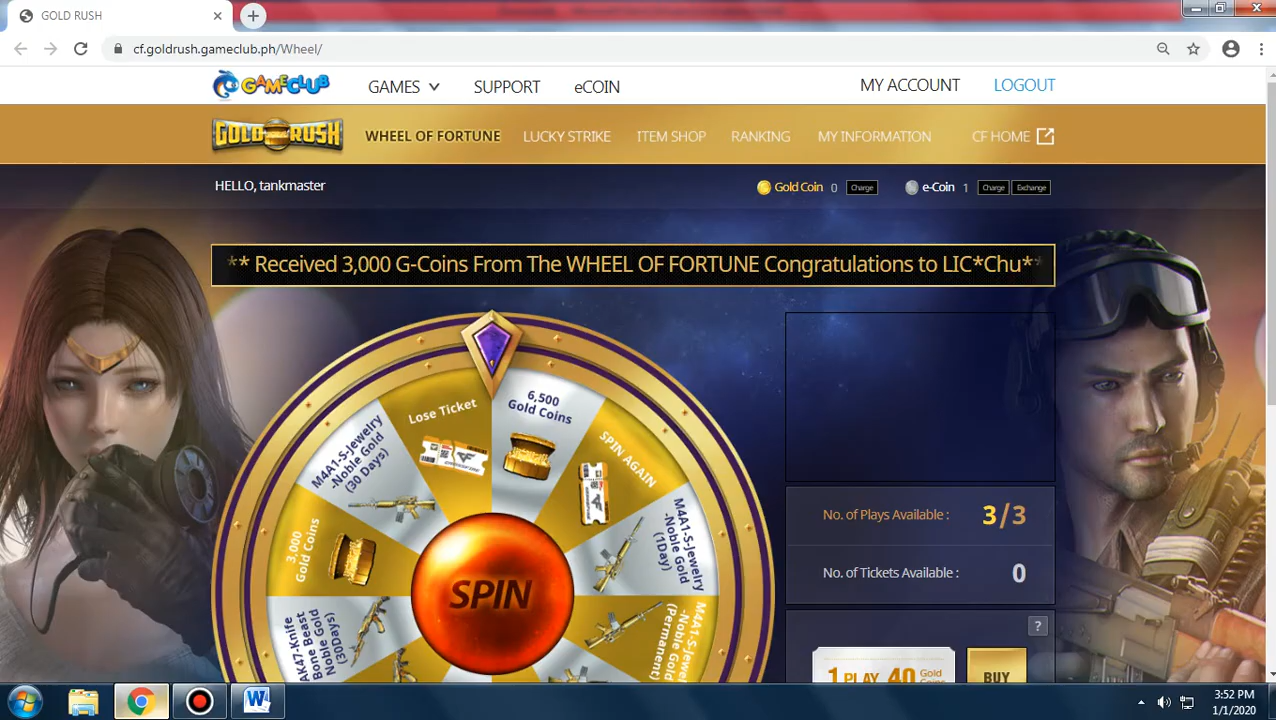 GOLD RUSH
cf.goldrush.gameclub.ph/Wheel/
GAMECLUB
GAMES
SUPPORT
eCOIN
MY ACCOUNT
LOGOUT
GOLD RUSH
WHEEL OF FORTUNE
LUCKY STRIKE
ITEM SHOP
RANKING
MY INFORMATION
CF HOME
HELLO, tankmaster
Gold Coin 0 Charge
e-Coin 1 Charge Exchange
** Received 3,000 G-Coins From The WHEEL OF FORTUNE Congratulations to LIC*Chu**
Lose Ticket
6,500
Gold Coins
SPIN AGAIN
M4A1-S-Jewelry
-Noble Gold
(1Day)
M4A1-S-Jewelry
-Noble Gold
(30 Days)
3,000
Gold Coins
AK47-Knife
Bone Beast
Noble Gold
(30Days)
-Noble Gold
(Permanent)
SPIN
No. of Plays Available : 3/3
No. of Tickets Available : 0
?
1 PLAY 40 Gold
BUY
3:52 PM
1/1/2020